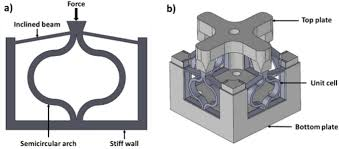 a)
Force
Inclined beam
Semicircular arch
Stiff wall
b)
Top plate
Unit cell
Bottom plate